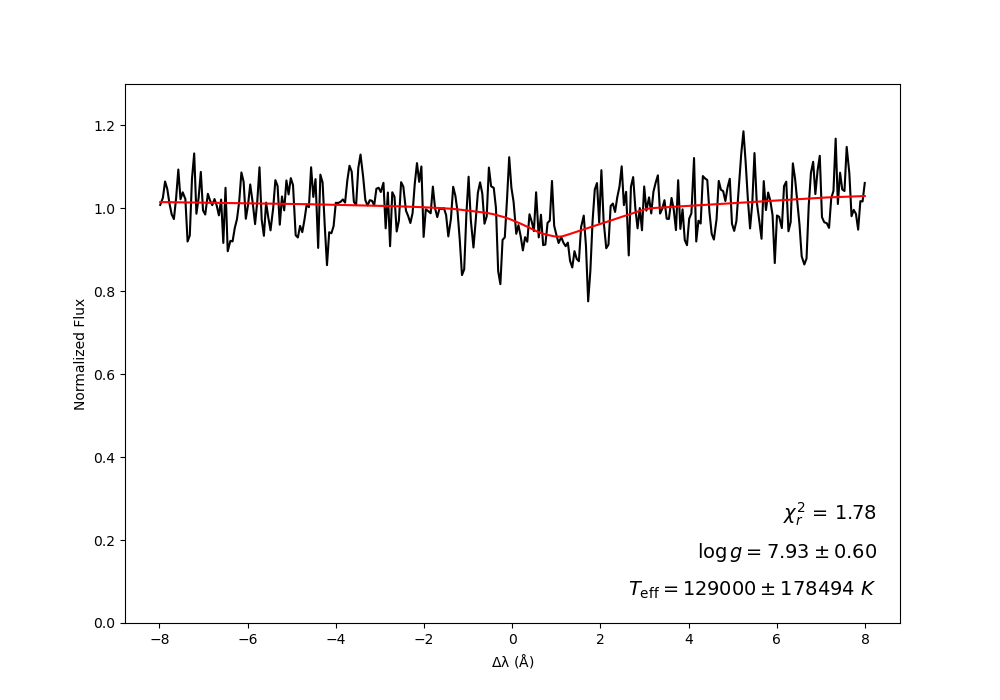 1.2
1.0
0.8
0.6
0.4
0.2
0.0
Normalized Flux
χ²ᵣ = 1.78
log g = 7.93 ± 0.60
T_eff = 129000 ± 178494 K
−8 −6 −4 −2 0 2 4 6 8
Δλ (Å)